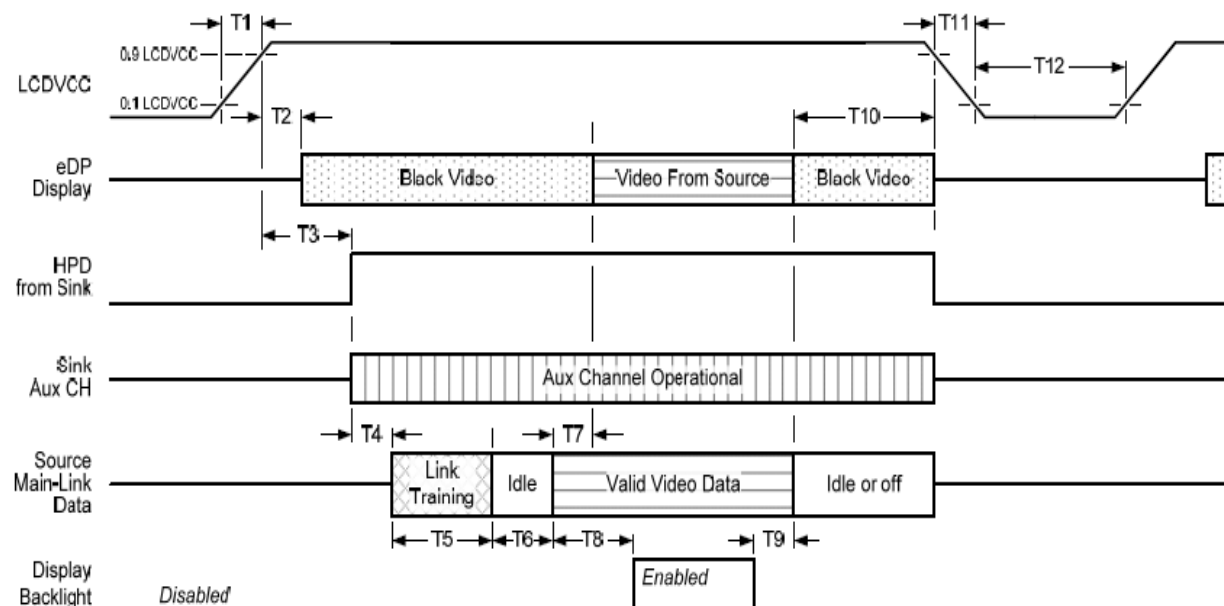 T1
T11
0.9 LCDVCC
LCDVCC
T12
0.1 LCDVCC
T2
T10
eDP
Display
Black Video
Video From Source
Black Video
T3
HPD
from Sink
Sink
Aux CH
Aux Channel Operational
T4
T7
Source
Main-Link
Data
Link
Training
Idle
Valid Video Data
Idle or off
T5
T6
T8
T9
Display
Backlight
Disabled
Enabled